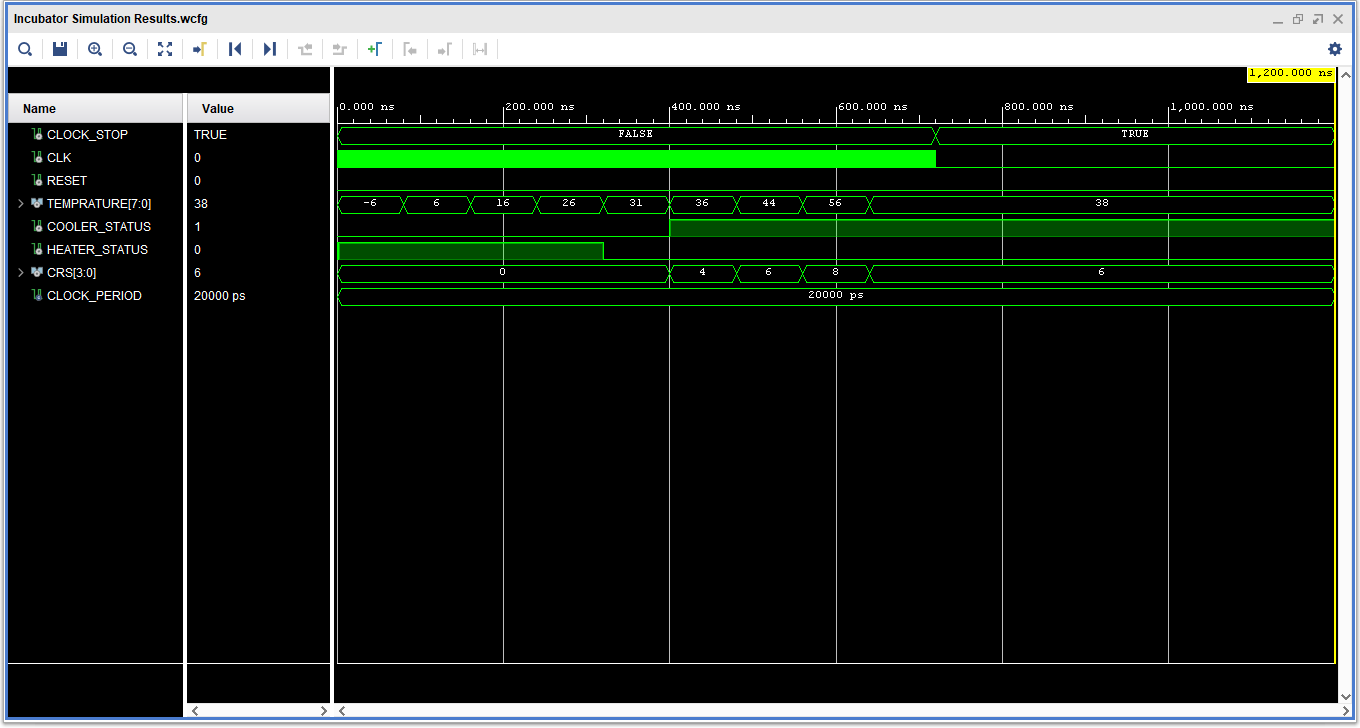 Incubator Simulation Results.wcfg
1,200.000 ns
Name Value
0.000 ns 200.000 ns 400.000 ns 600.000 ns 800.000 ns 1,000.000 ns
CLOCK_STOP TRUE FALSE TRUE
CLK 0
RESET 0
TEMPRATURE[7:0] 38 -6 6 16 26 31 36 44 56 38
COOLER_STATUS 1
HEATER_STATUS 0
CRS[3:0] 6 0 4 6 8 6
CLOCK_PERIOD 20000 ps 20000 ps